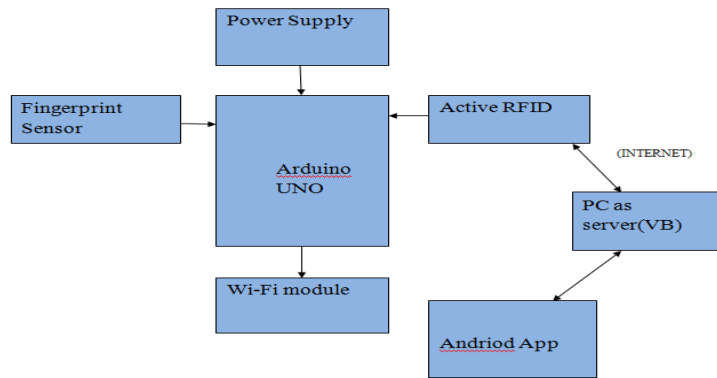 Power Supply
Fingerprint
Sensor
Active RFID
Arduino
UNO
(INTERNET)
PC as
server(VB)
Wi-Fi module
Andriod App